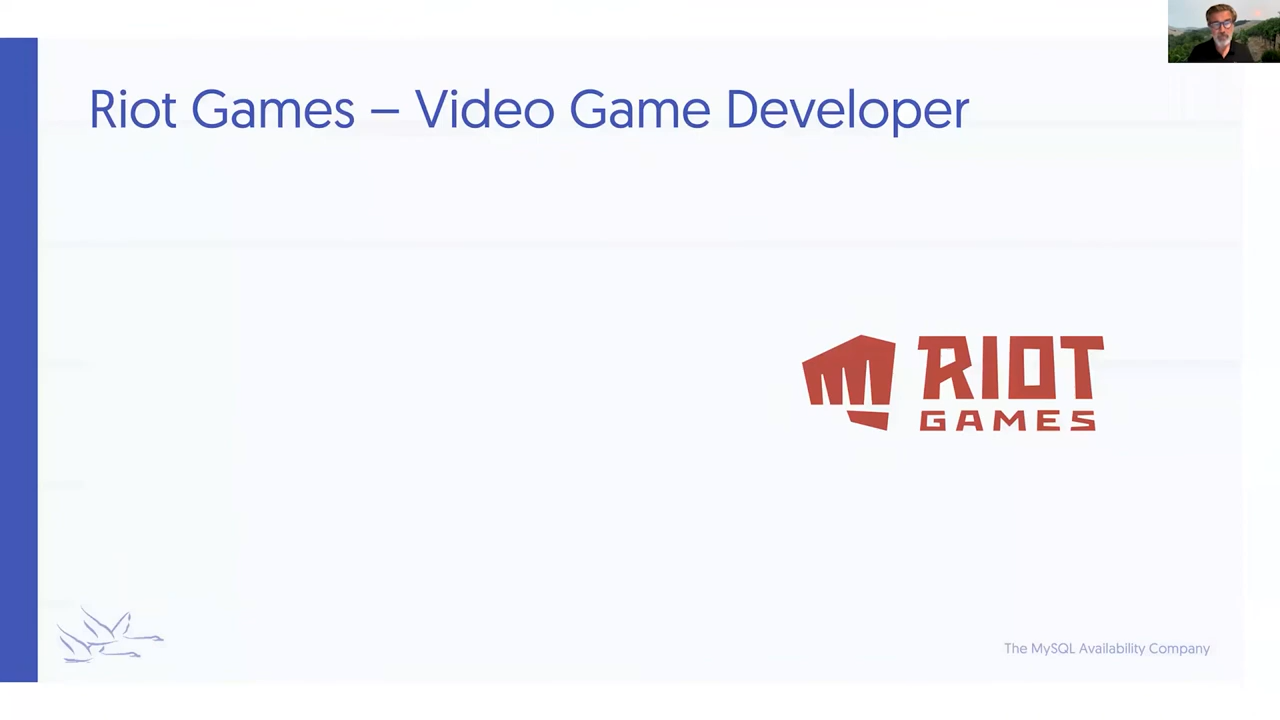 Riot Games – Video Game Developer
RIOT
GAMES
The MySQL Availability Company